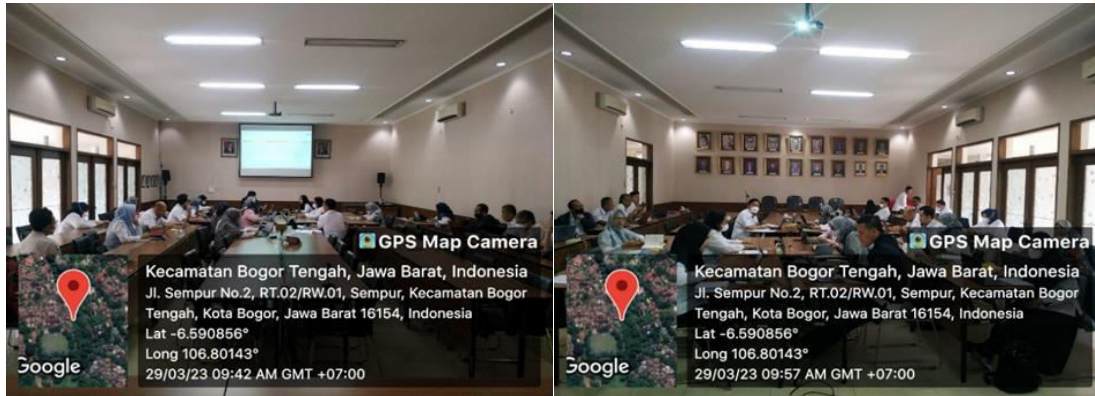 GPS Map Camera
Kecamatan Bogor Tengah, Jawa Barat, Indonesia
Jl. Sempur No.2, RT.02/RW.01, Sempur, Kecamatan Bogor
Tengah, Kota Bogor, Jawa Barat 16154, Indonesia
Lat -6.590856°
Long 106.80143°
29/03/23 09:42 AM GMT +07:00
Google
GPS Map Camera
Kecamatan Bogor Tengah, Jawa Barat, Indonesia
Jl. Sempur No.2, RT.02/RW.01, Sempur, Kecamatan Bogor
Tengah, Kota Bogor, Jawa Barat 16154, Indonesia
Lat -6.590856°
Long 106.80143°
29/03/23 09:57 AM GMT +07:00
Google